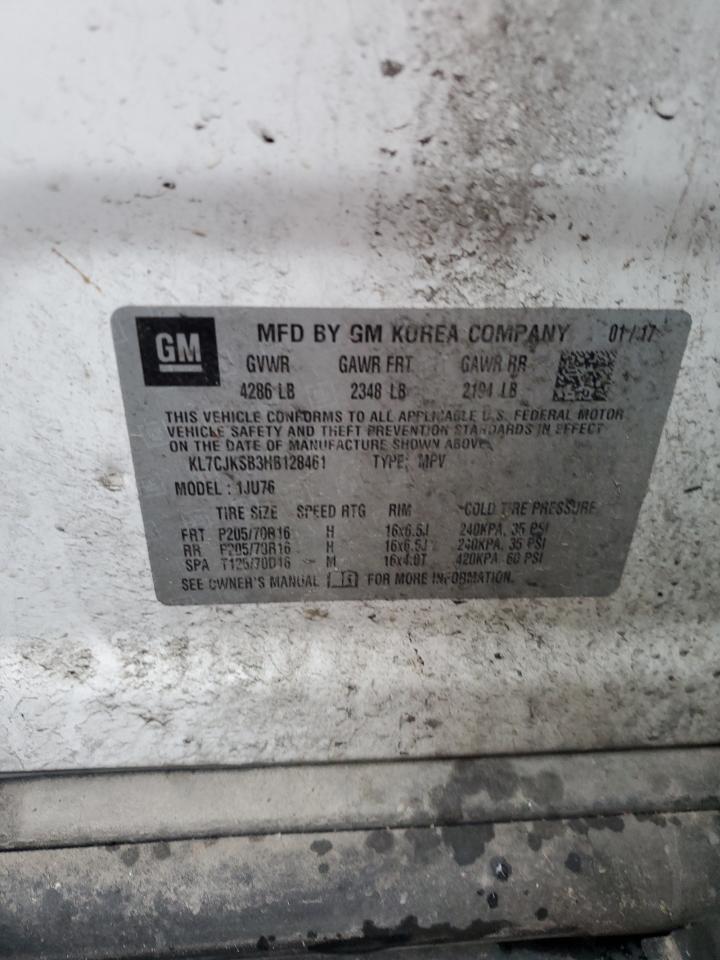 GM
MFD BY GM KOREA COMPANY 01/17
GVWR GAWR FRT GAWR RR
4286 LB 2348 LB 2194 LB
THIS VEHICLE CONFORMS TO ALL APPLICABLE U.S. FEDERAL MOTOR
VEHICLE SAFETY AND THEFT PREVENTION STANDARDS IN EFFECT
ON THE DATE OF MANUFACTURE SHOWN ABOVE.
KL7CJKSB3HB128461 TYPE: MPV
MODEL : 1JU76
TIRE SIZE SPEED RTG RIM COLD TIRE PRESSURE
FRT P205/70R16 H 16x6.5J 240KPA, 35 PSI
RR P205/70R16 H 16x6.5J 240KPA, 35 PSI
SPA T125/70D16 M 16x4.0T 420KPA, 60 PSI
SEE OWNER'S MANUAL FOR MORE INFORMATION.